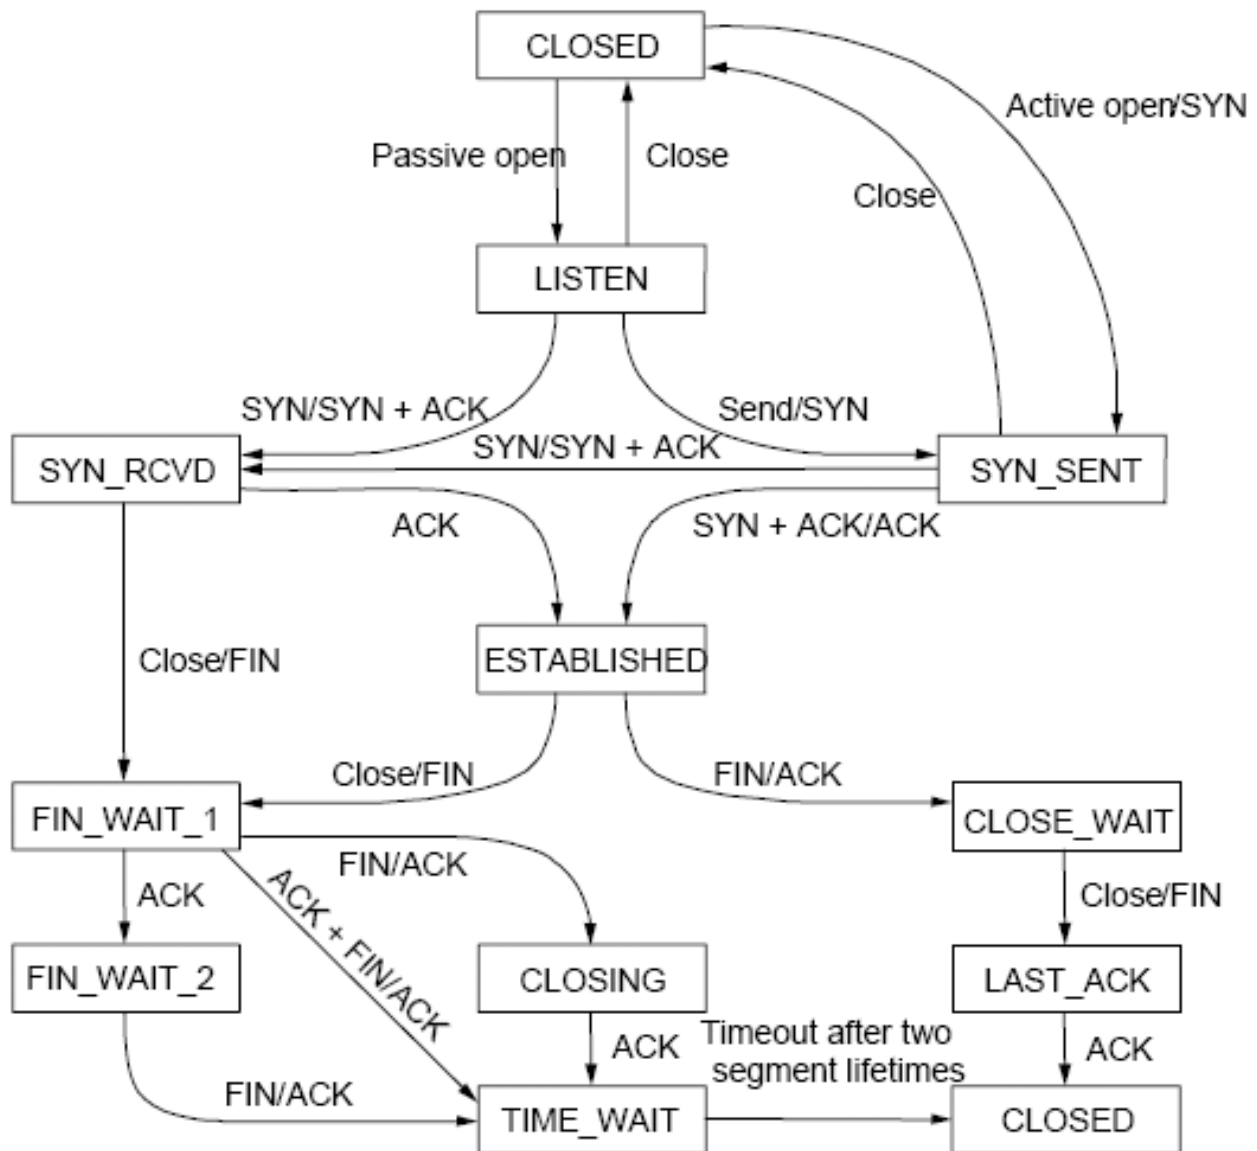 CLOSED
Active open/SYN
Passive open
Close
Close
LISTEN
SYN/SYN + ACK
Send/SYN
SYN/SYN + ACK
SYN_RCVD
SYN_SENT
ACK
SYN + ACK/ACK
Close/FIN
ESTABLISHED
Close/FIN
FIN/ACK
FIN_WAIT_1
CLOSE_WAIT
FIN/ACK
ACK
ACK + FIN/ACK
Close/FIN
FIN_WAIT_2
CLOSING
LAST_ACK
ACK
Timeout after two
segment lifetimes
ACK
FIN/ACK
TIME_WAIT
CLOSED